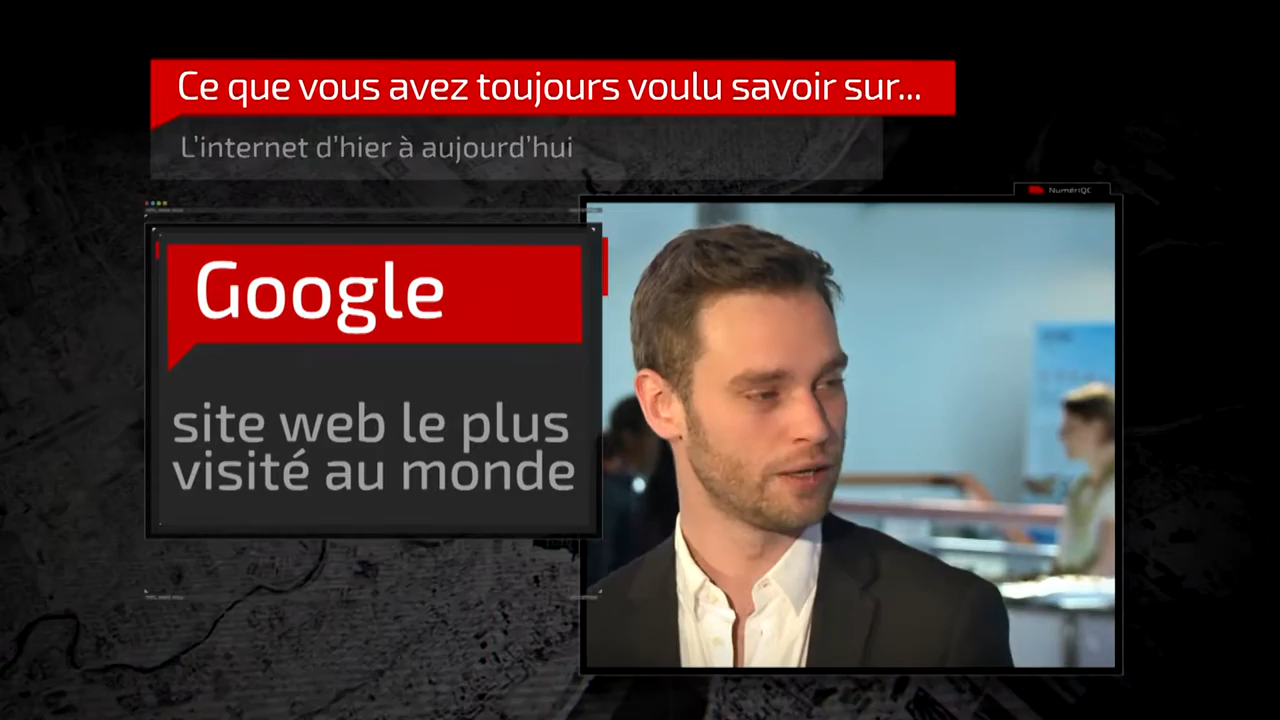 Ce que vous avez toujours voulu savoir sur...
L'internet d'hier à aujourd'hui
NumériQC
Google
site web le plus
visité au monde